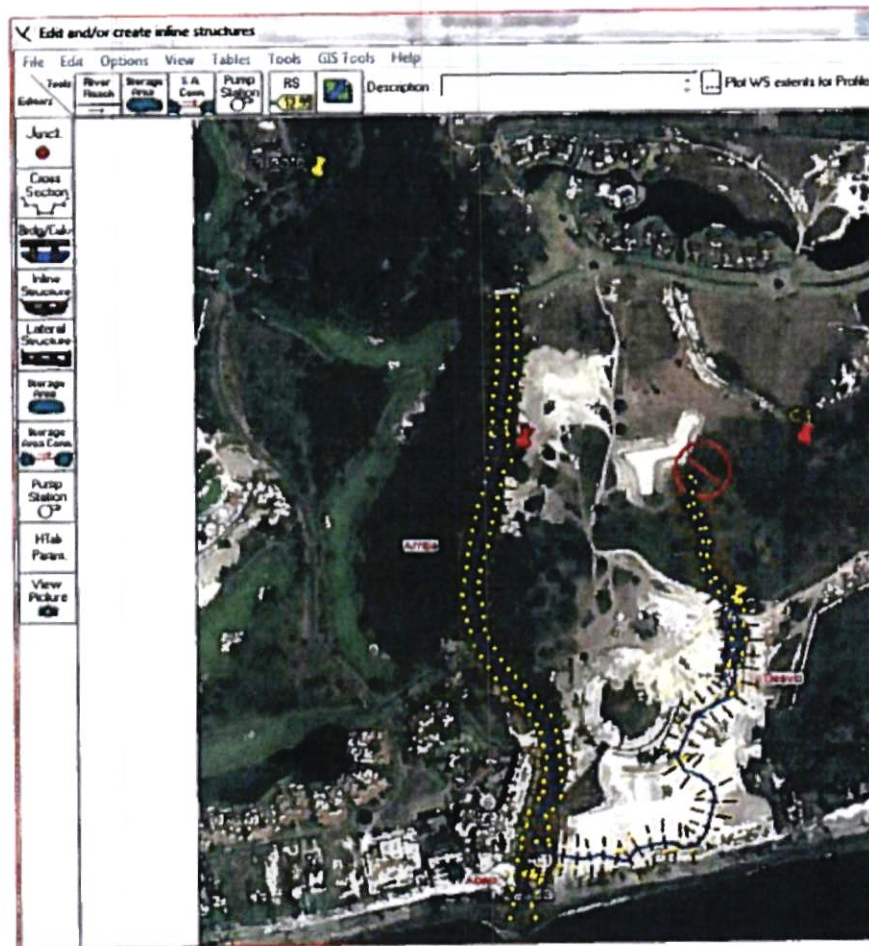 Edit and/or create inline structures
File Edit Options View Tables Tools GIS Tools Help
Tools
Editors
River Reach
Storage Area
S.A. Conn.
Pump Station
RS
Description
... Plot WS extents for Profile
Junct.
Cross Section
Brdg/Culv
Inline Structure
Lateral Structure
Storage Area
Storage Area Conn.
Pump Station
HTab Param.
View Picture
Arriba
Desvio